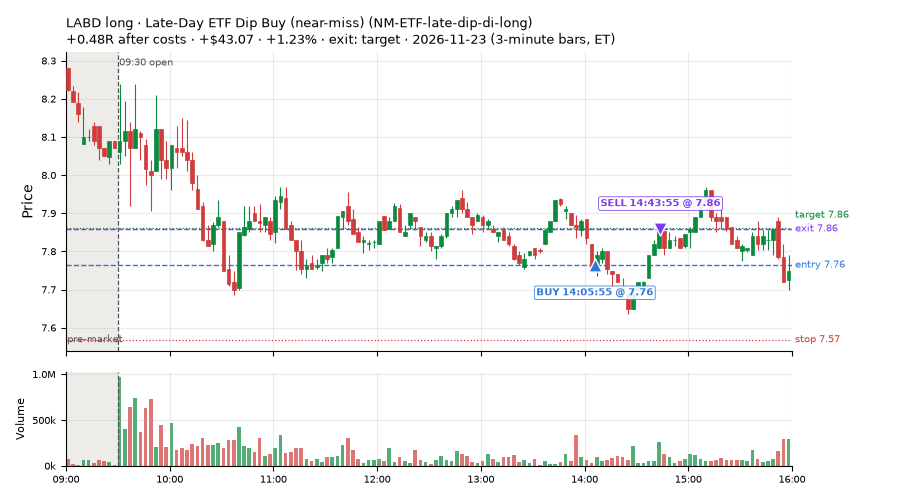 LABD long · Late-Day ETF Dip Buy (near-miss) (NM-ETF-late-dip-di-long)
+0.48R after costs · +$43.07 · +1.23% · exit: target · 2026-11-23 (3-minute bars, ET)
09:30 open
8.3
8.2
8.1
8.0
7.9
7.8
7.7
7.6
Price
SELL 14:43:55 @ 7.86
BUY 14:05:55 @ 7.76
target 7.86
exit 7.86
entry 7.76
stop 7.57
pre-market
1.0M
500k
0k
Volume
09:00
10:00
11:00
12:00
13:00
14:00
15:00
16:00